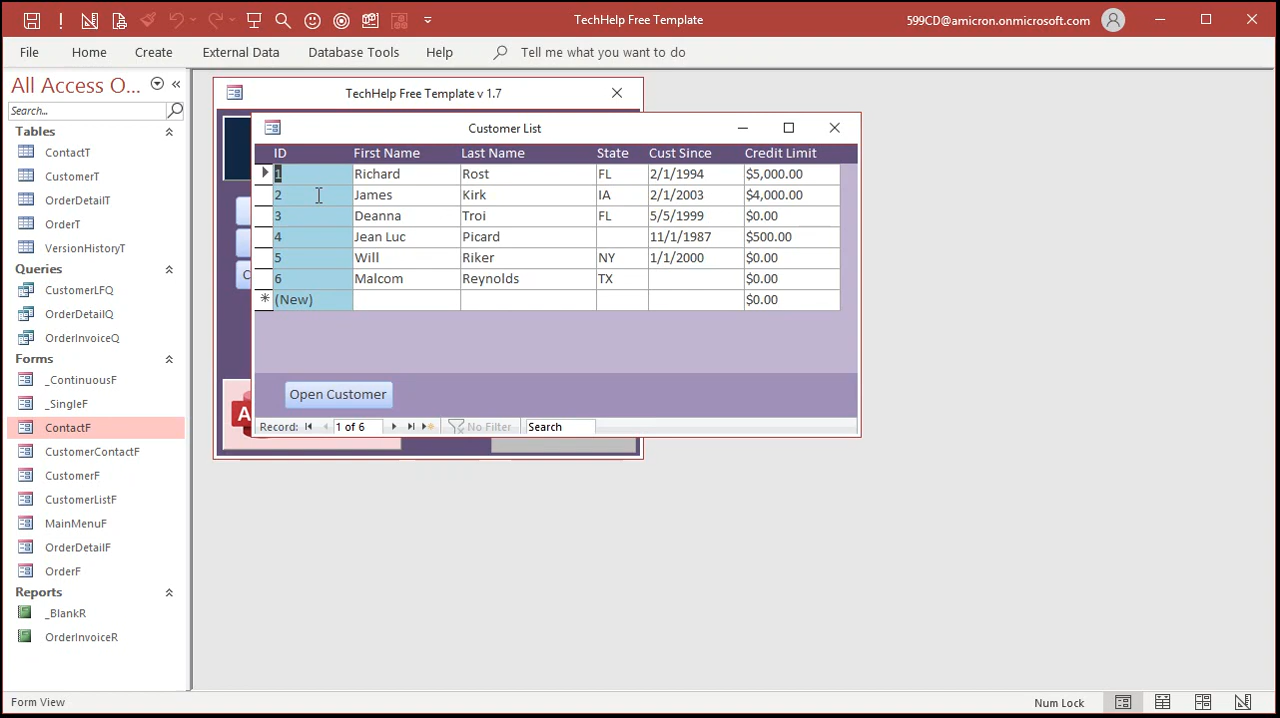 TechHelp Free Template
599CD@amicron.onmicrosoft.com
File Home Create External Data Database Tools Help Tell me what you want to do
All Access O...
Search...
Tables
ContactT
CustomerT
OrderDetailT
OrderT
VersionHistoryT
Queries
CustomerLFQ
OrderDetailQ
OrderInvoiceQ
Forms
_ContinuousF
_SingleF
ContactF
CustomerContactF
CustomerF
CustomerListF
MainMenuF
OrderDetailF
OrderF
Reports
_BlankR
OrderInvoiceR
TechHelp Free Template v 1.7
C
A
Customer List
ID First Name Last Name State Cust Since Credit Limit
1 Richard Rost FL 2/1/1994 $5,000.00
2 James Kirk IA 2/1/2003 $4,000.00
3 Deanna Troi FL 5/5/1999 $0.00
4 Jean Luc Picard 11/1/1987 $500.00
5 Will Riker NY 1/1/2000 $0.00
6 Malcom Reynolds TX $0.00
* (New) $0.00
Open Customer
Record: 1 of 6 No Filter Search
Form View
Num Lock